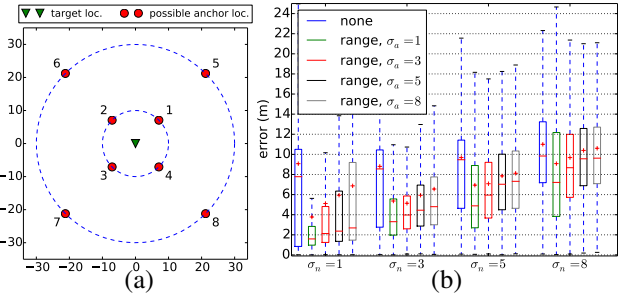 target loc. possible anchor loc.
30
20
10
0
−10
−20
−30
−30 −20 −10 0 10 20 30
6 5
2 1
3 4
7 8
(a)
error (m)
24
22
20
18
16
14
12
10
8
6
4
2
0
none
range, σa=1
range, σa=3
range, σa=5
range, σa=8
σn=1 σn=3 σn=5 σn=8
(b)